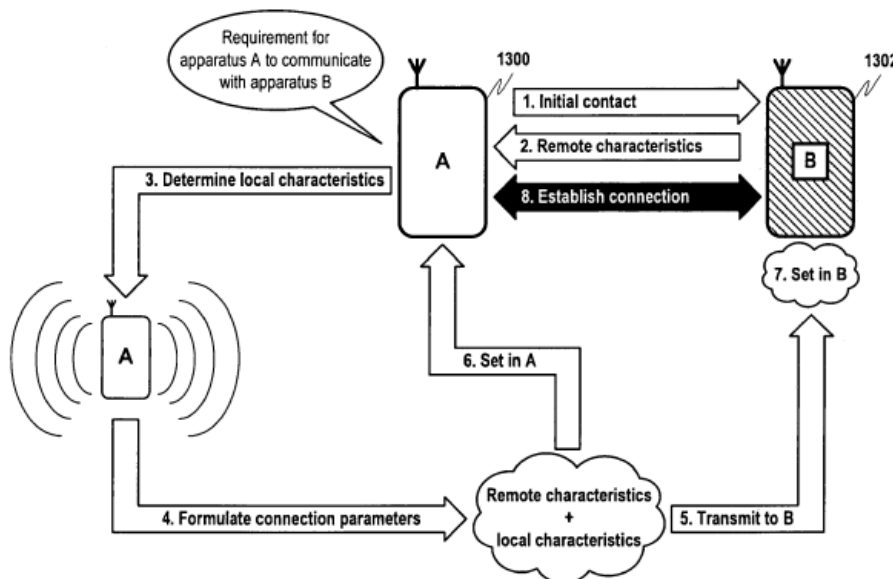 Requirement for
apparatus A to communicate
with apparatus B
1300
1302
1. Initial contact
A
2. Remote characteristics
B
3. Determine local characteristics
8. Establish connection
7. Set in B
A
6. Set in A
Remote characteristics
+
local characteristics
4. Formulate connection parameters
5. Transmit to B